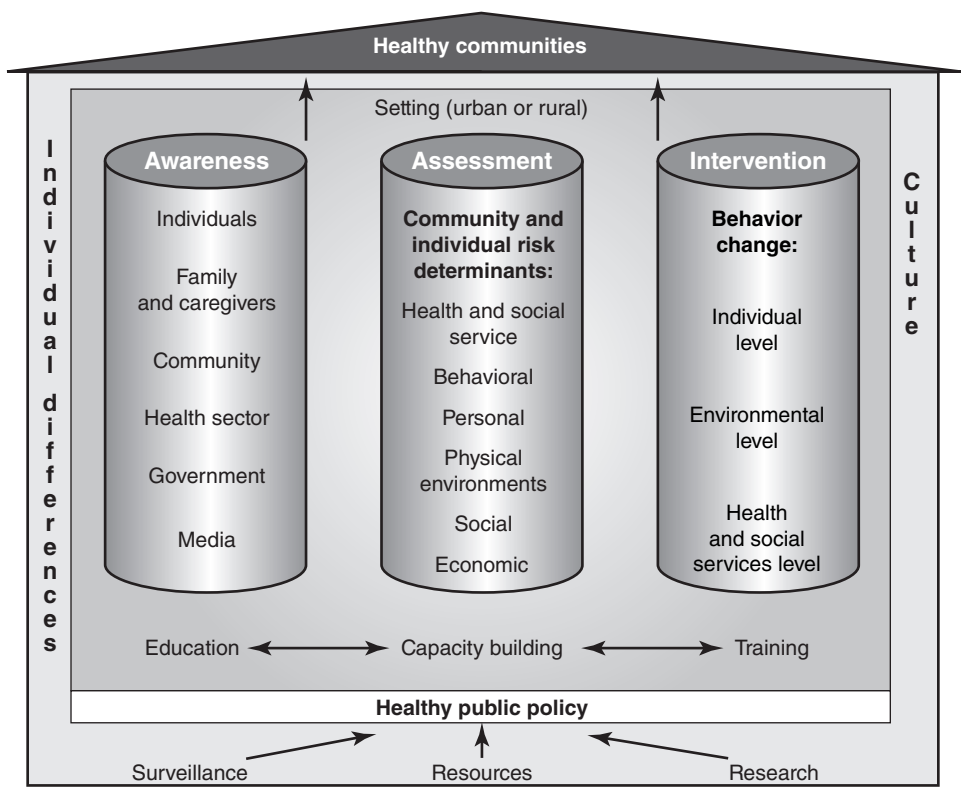 Healthy communities
Setting (urban or rural)
Individual differences
Culture
Awareness
Individuals
Family
and caregivers
Community
Health sector
Government
Media
Assessment
Community and
individual risk
determinants:
Health and social
service
Behavioral
Personal
Physical
environments
Social
Economic
Intervention
Behavior
change:
Individual
level
Environmental
level
Health
and social
services level
Education
Capacity building
Training
Healthy public policy
Surveillance
Resources
Research